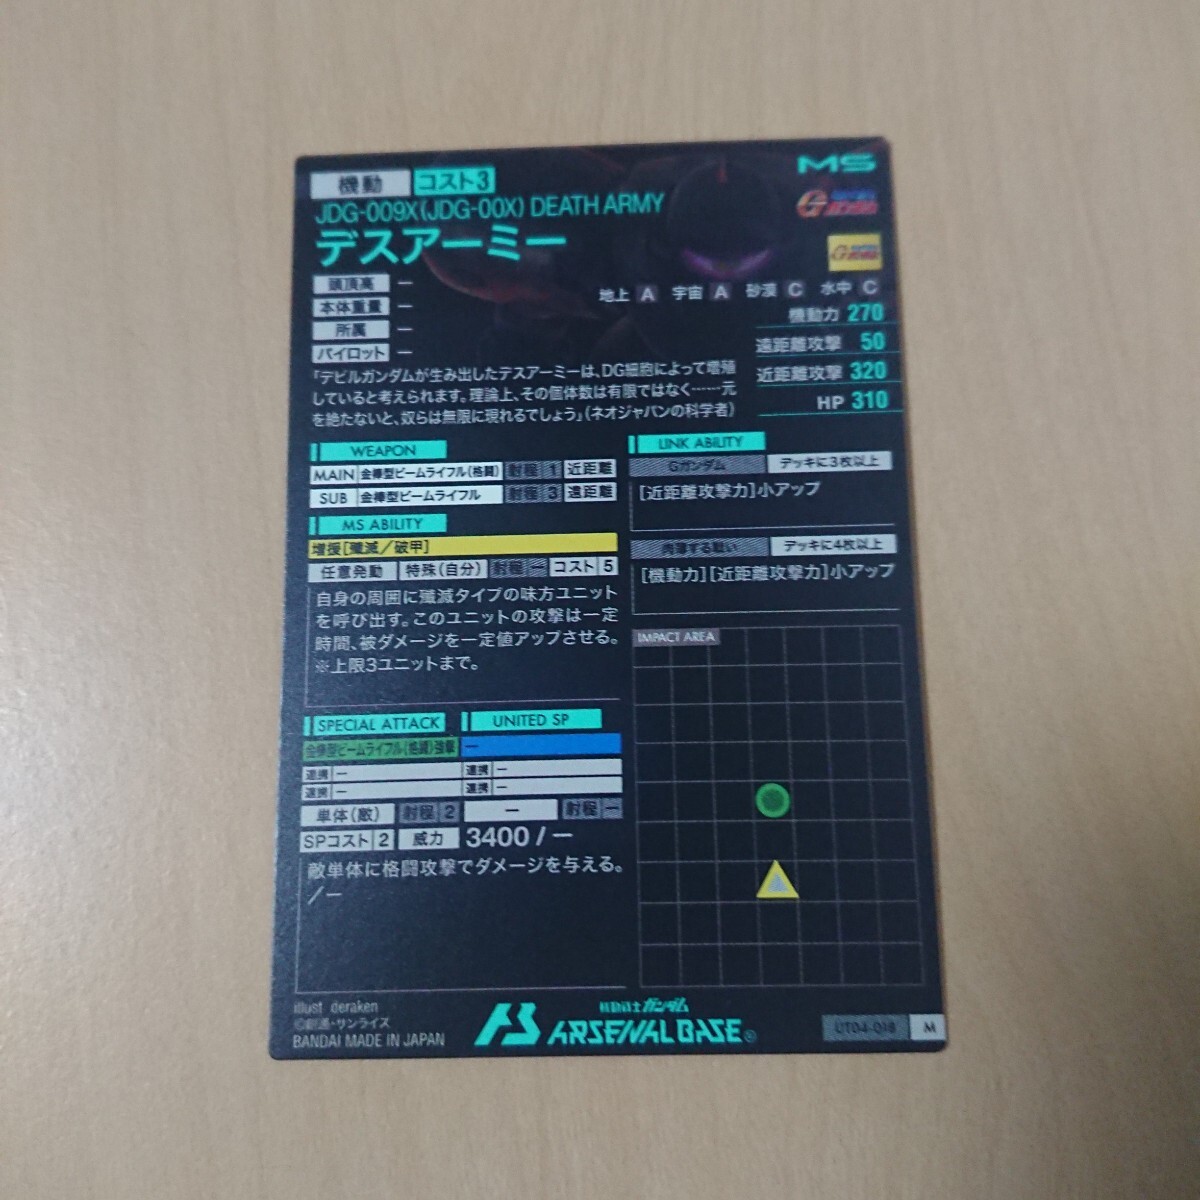 機動 コスト3
MS
JDG-009X(JDG-00X) DEATH ARMY
デスアーミー
頭頂高 ー
本体重量 ー
所属 ー
パイロット ー
地上 A 宇宙 A 砂漠 C 水中 C
機動力 270
遠距離攻撃 50
近距離攻撃 320
HP 310
「デビルガンダムが生み出したデスアーミーは、DG細胞によって増殖
していると考えられます。理論上、その個体数は有限ではなく……元
を絶たないと、奴らは無限に現れるでしょう」(ネオジャパンの科学者)
WEAPON
MAIN 金棒型ビームライフル(格闘) 射程 1 近距離
SUB 金棒型ビームライフル 射程 3 遠距離
MS ABILITY
増援[殲滅／破甲]
任意発動 特殊(自分) 射程 ー コスト 5
自身の周囲に殲滅タイプの味方ユニット
を呼び出す。このユニットの攻撃は一定
時間、被ダメージを一定値アップさせる。
※上限3ユニットまで。
LINK ABILITY
Gガンダム デッキに3枚以上
[近距離攻撃力]小アップ
肉薄する戦い デッキに4枚以上
[機動力][近距離攻撃力]小アップ
IMPACT AREA
SPECIAL ATTACK UNITED SP
金棒型ビームライフル(格闘)強撃 ー
連携 ー 連携 ー
連携 ー 連携 ー
単体(敵) 射程 2 ー 射程 ー
SPコスト 2 威力 3400 / ー
敵単体に格闘攻撃でダメージを与える。
/ー
illust deraken
©創通・サンライズ
BANDAI MADE IN JAPAN
機動戦士ガンダム
ARSENAL BASE
UT04-018 M